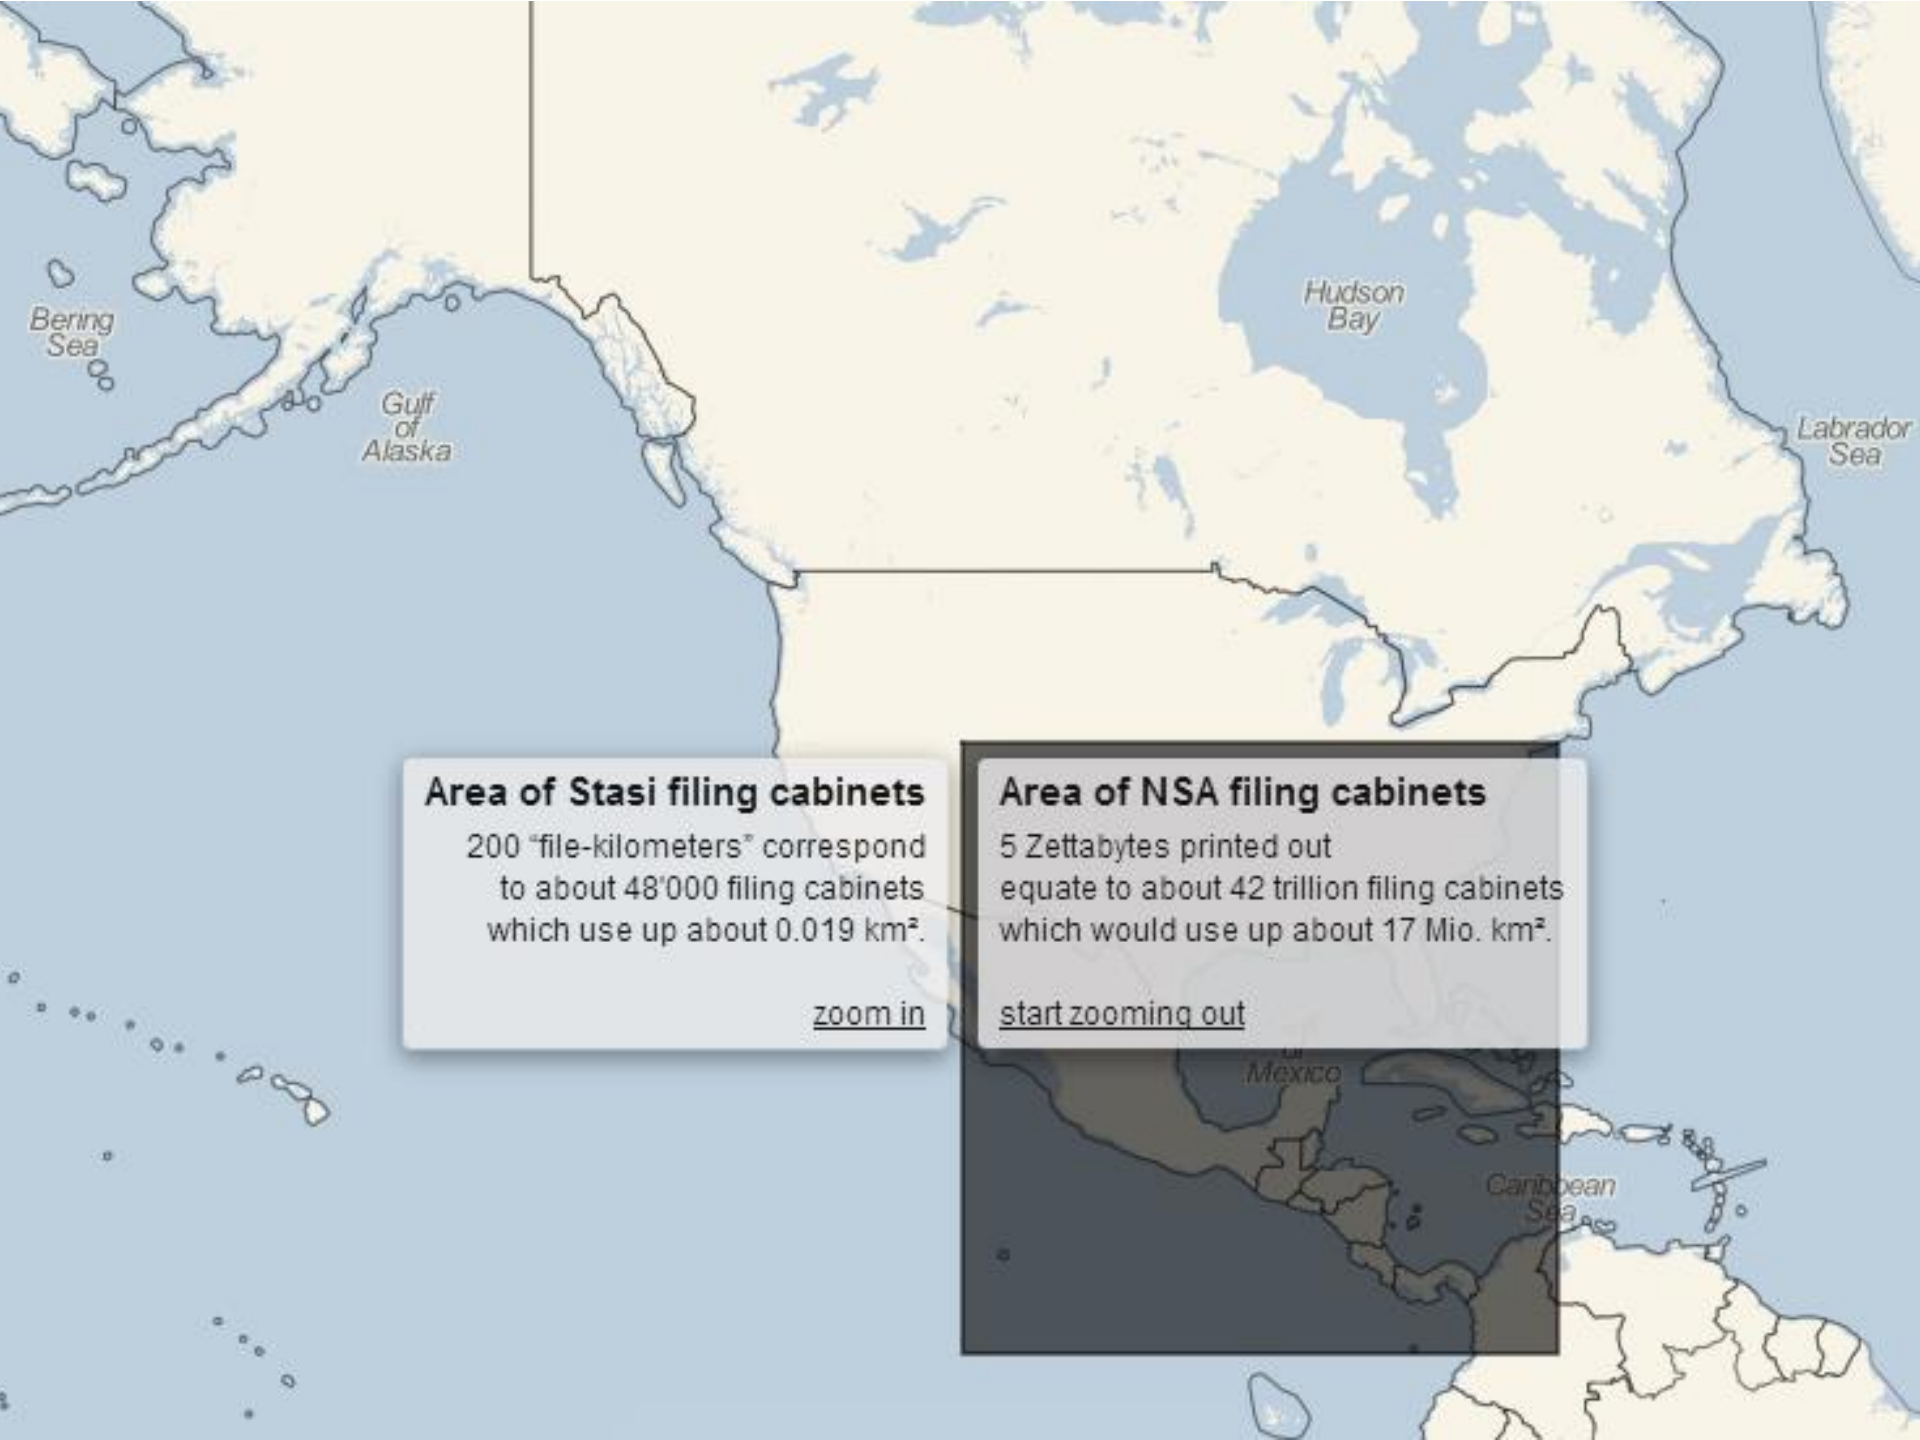 Hudson
Bay
Bering
Sea
Gulf
of
Alaska
Labrador
Sea
Area of Stasi filing cabinets
200 “file-kilometers” correspond
to about 48'000 filing cabinets
which use up about 0.019 km².
zoom in
Area of NSA filing cabinets
5 Zettabytes printed out
equate to about 42 trillion filing cabinets
which would use up about 17 Mio. km².
start zooming out
of
Mexico
Caribbean
Sea